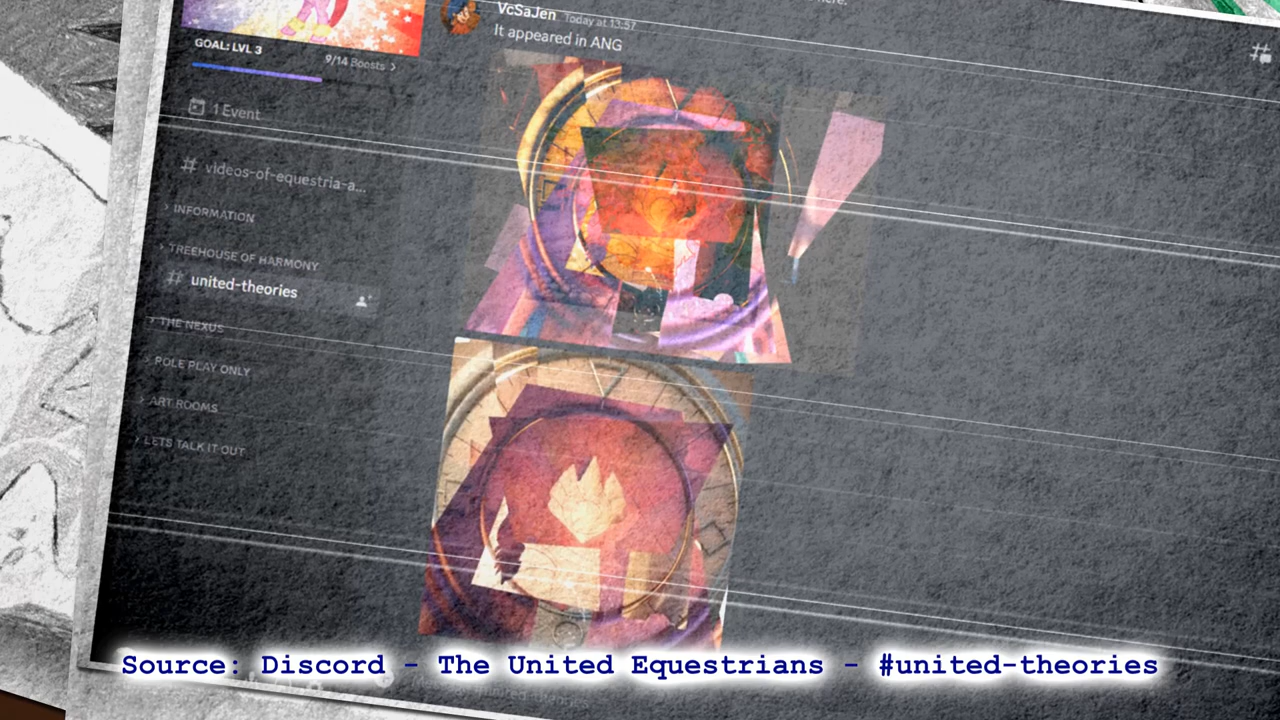 here.
VcSaJen Today at 13:57
It appeared in ANG
GOAL: LVL 3
9/14 Boosts >
1 Event
# videos-of-equestria-a...
> INFORMATION
> TREEHOUSE OF HARMONY
# united-theories
> THE NEXUS
> POLE PLAY ONLY
> ART ROOMS
> LETS TALK IT OUT
Source: Discord - The United Equestrians - #united-theories